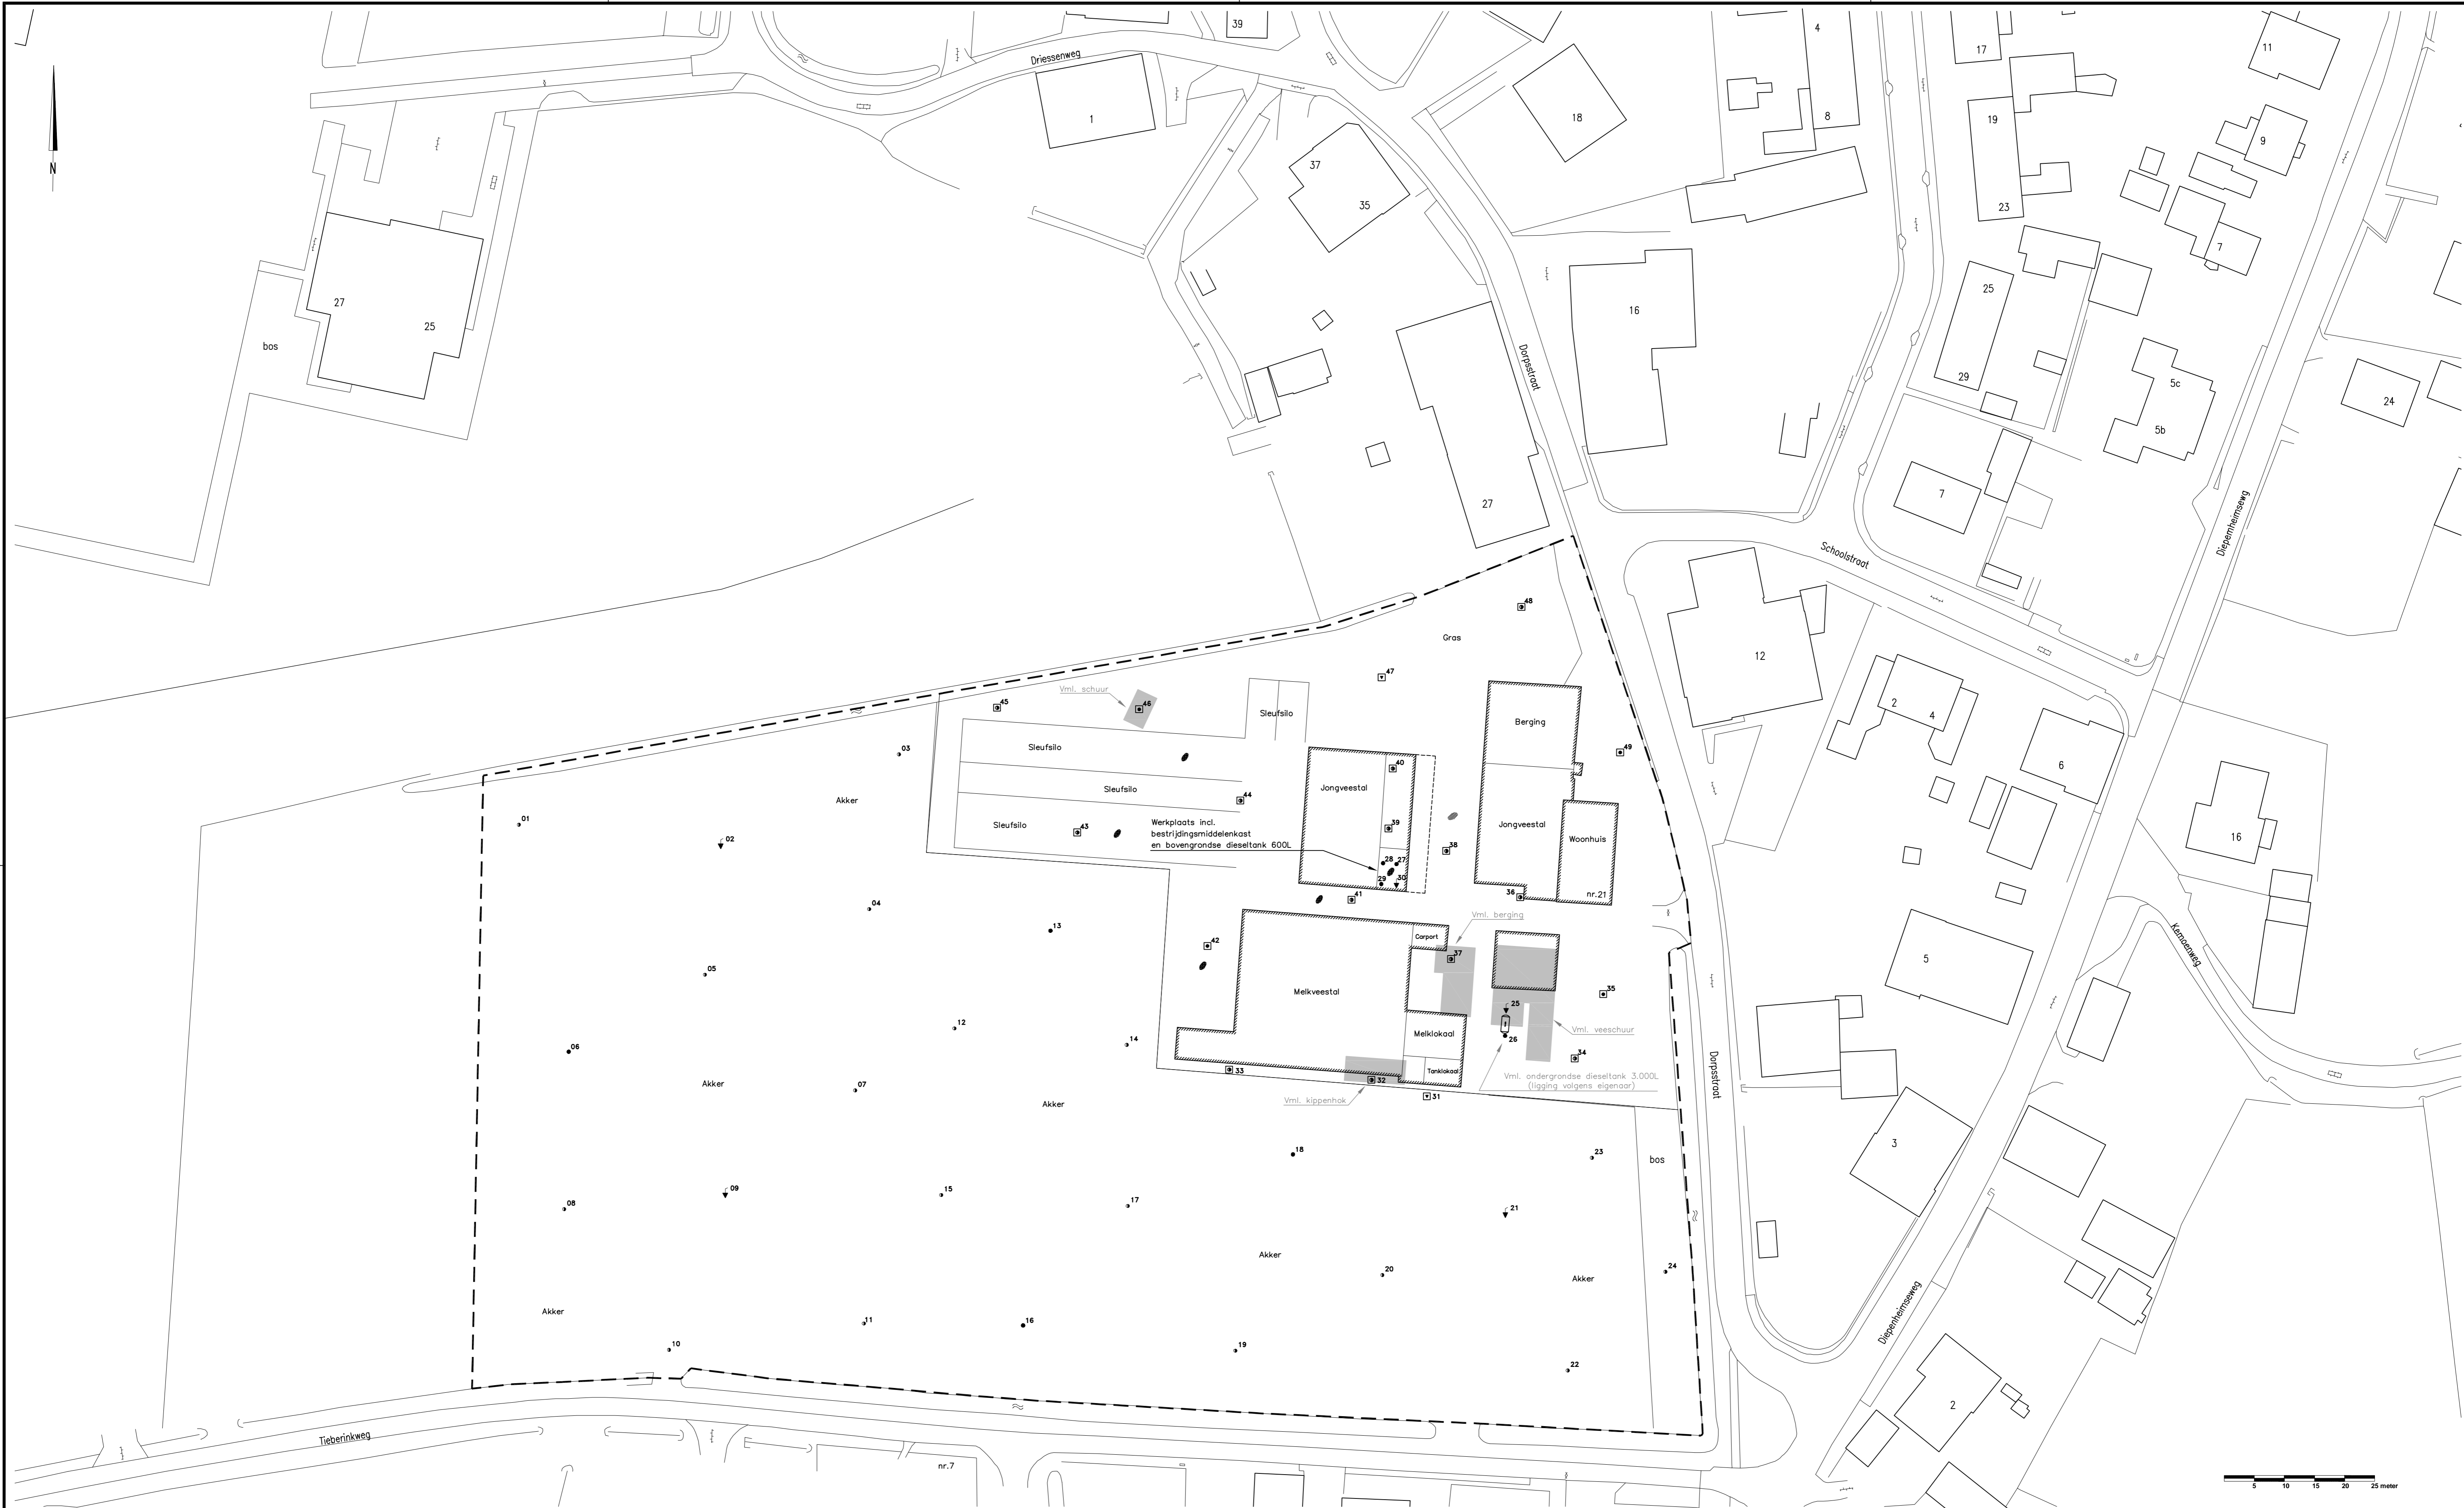 39
Driessenweg
1
N
4
8
17
11
18
19
9
37
35
23
7
27
25
bos
16
25
29
Dorpsstraat
5c
5b
24
27
7
Diepemheimsewg
Schoolstraat
48
Gras
12
47
Vml. schuur
46
45
Sleufsilo
Berging
2
4
6
49
Sleufsilo
03
40
Jongveestal
Sleufsilo
44
Akker
01
02
Sleufsilo
43
Werkplaats incl.
bestrijdingsmiddelenkast
en bovengrondse dieseltank 600L
39
Jongveestal
Woonhuis
16
38
28
27
29
30
36
nr.21
41
04
13
Vml. berging
Carport
42
37
5
Kemoenweg
05
Melkveestal
35
25
12
Melklokaal
26
Vml. veeschuur
14
06
34
33
32
Tanklokaal
Vml. ondergrondse dieseltank 3.000L
(ligging volgens eigenaar)
Dorpsstraat
Akker
07
Akker
Vml. kippenhok
31
3
18
23
bos
09
15
08
17
21
Akker
20
Akker
24
Akker
11
16
10
19
22
Diepenheimseweg
2
Tieberinkweg
nr.7
5 10 15 20 25 meter